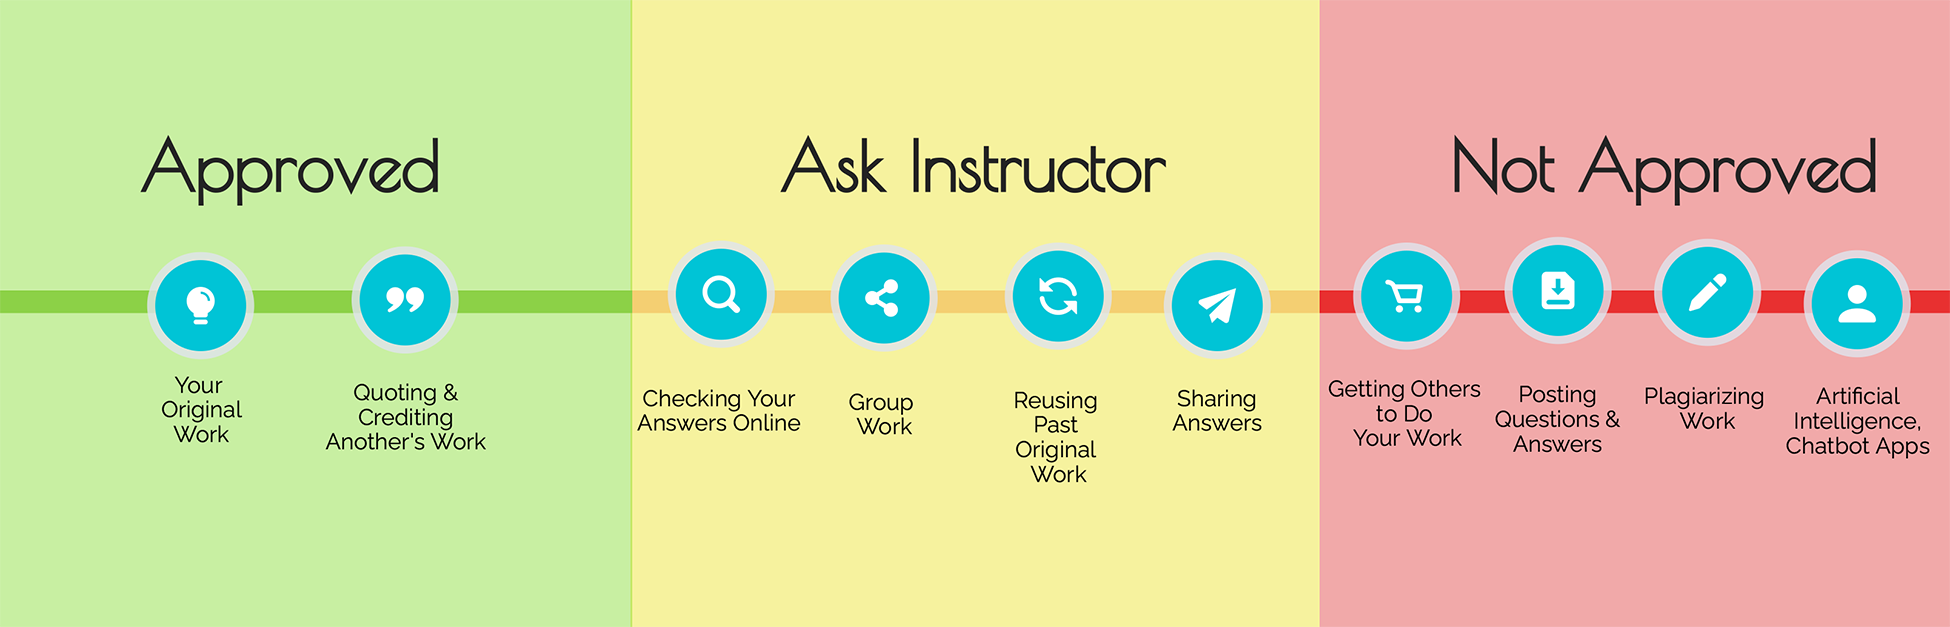 Approved
Your
Original
Work
Quoting &
Crediting
Another's Work
Ask Instructor
Checking Your
Answers Online
Group
Work
Reusing
Past
Original
Work
Sharing
Answers
Not Approved
Getting Others
to Do
Your Work
Posting
Questions &
Answers
Plagiarizing
Work
Artificial
Intelligence,
Chatbot Apps